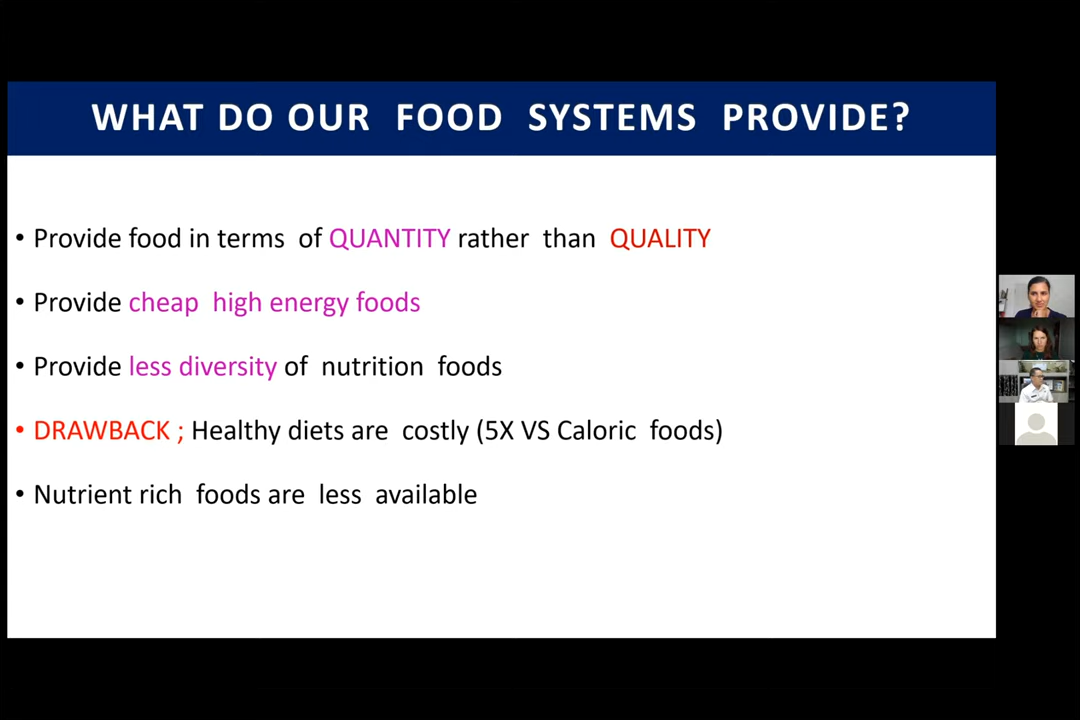 WHAT DO OUR FOOD SYSTEMS PROVIDE?
• Provide food in terms of QUANTITY rather than QUALITY
• Provide cheap high energy foods
• Provide less diversity of nutrition foods
• DRAWBACK ; Healthy diets are costly (5X VS Caloric foods)
• Nutrient rich foods are less available